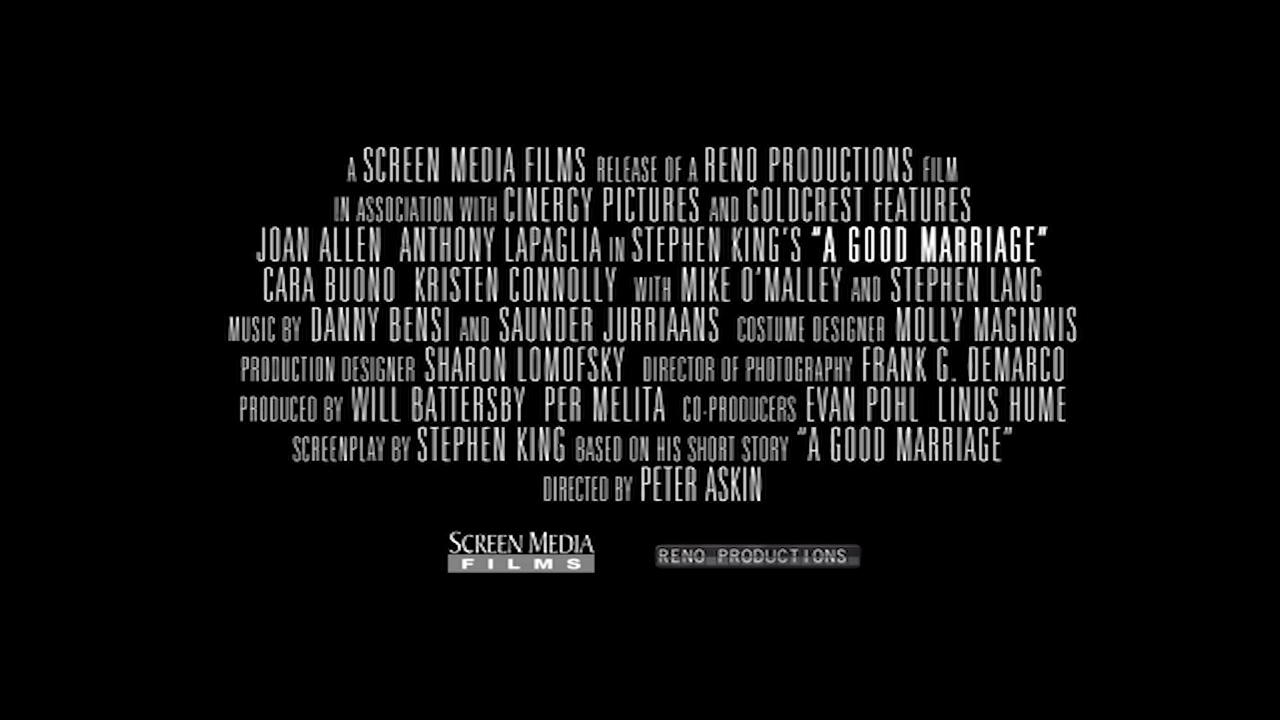 A SCREEN MEDIA FILMS RELEASE OF A RENO PRODUCTIONS FILM
IN ASSOCIATION WITH CINERGY PICTURES AND GOLDCREST FEATURES
JOAN ALLEN ANTHONY LAPAGLIA IN STEPHEN KING'S "A GOOD MARRIAGE"
CARA BUONO KRISTEN CONNOLLY WITH MIKE O'MALLEY AND STEPHEN LANG
MUSIC BY DANNY BENSI AND SAUNDER JURRIAANS COSTUME DESIGNER MOLLY MAGINNIS
PRODUCTION DESIGNER SHARON LOMOFSKY DIRECTOR OF PHOTOGRAPHY FRANK G. DEMARCO
PRODUCED BY WILL BATTERSBY PER MELITA CO-PRODUCERS EVAN POHL LINUS HUME
SCREENPLAY BY STEPHEN KING BASED ON HIS SHORT STORY "A GOOD MARRIAGE"
DIRECTED BY PETER ASKIN
SCREEN MEDIA
FILMS
RENO PRODUCTIONS